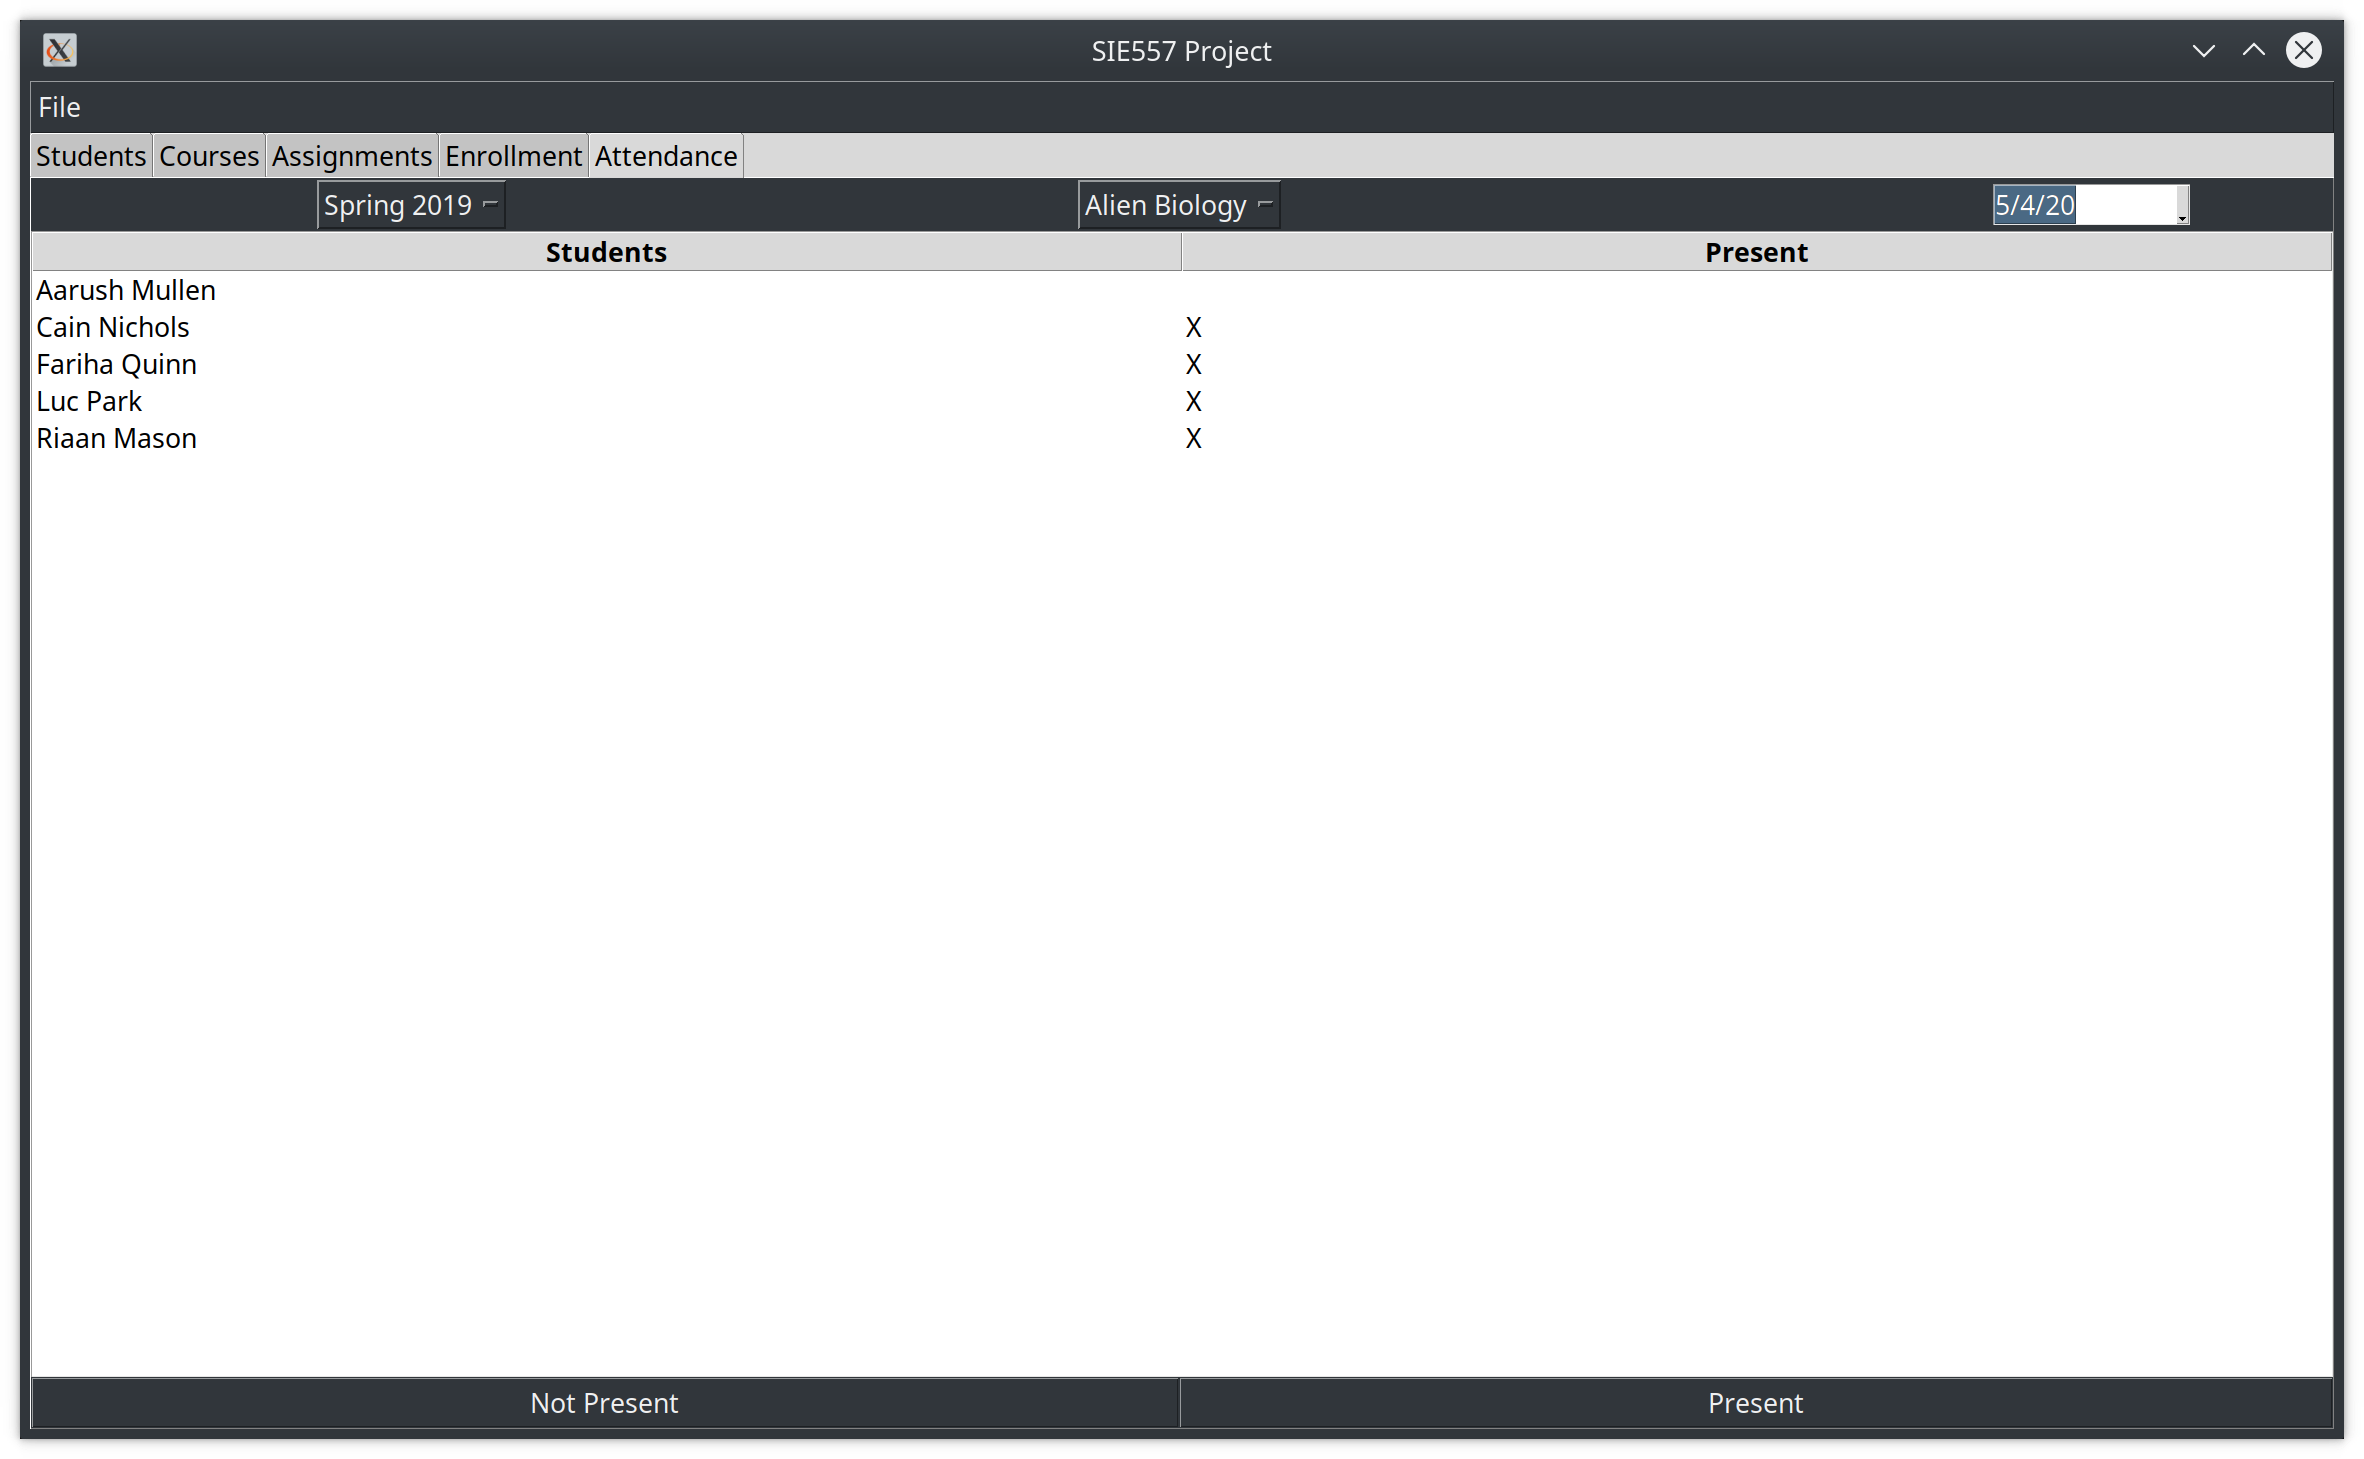 SIE557 Project
File
Students Courses Assignments Enrollment Attendance
Spring 2019 Alien Biology 5/4/20
Students Present
Aarush Mullen
Cain Nichols X
Fariha Quinn X
Luc Park X
Riaan Mason X
Not Present Present